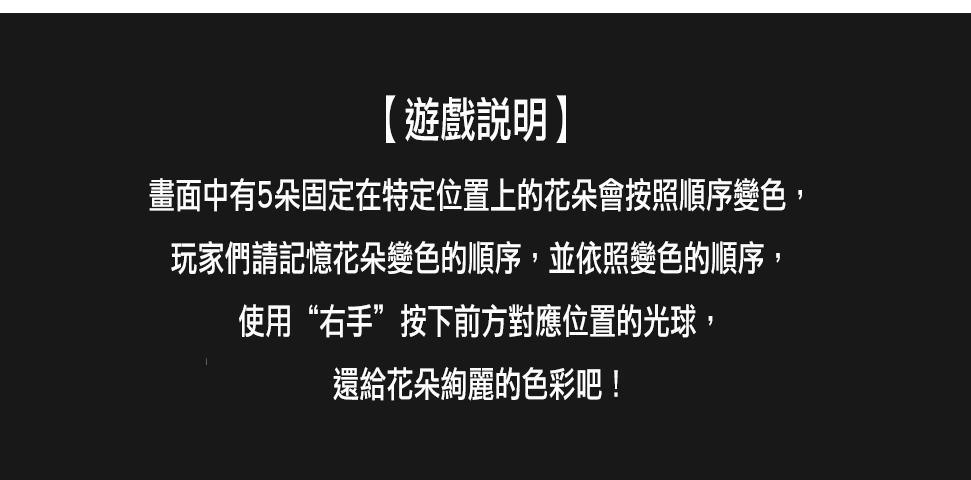 【遊戲説明】
畫面中有5朵固定在特定位置上的花朵會按照順序變色，
玩家們請記憶花朵變色的順序，並依照變色的順序，
使用“右手”按下前方對應位置的光球，
還給花朵絢麗的色彩吧！